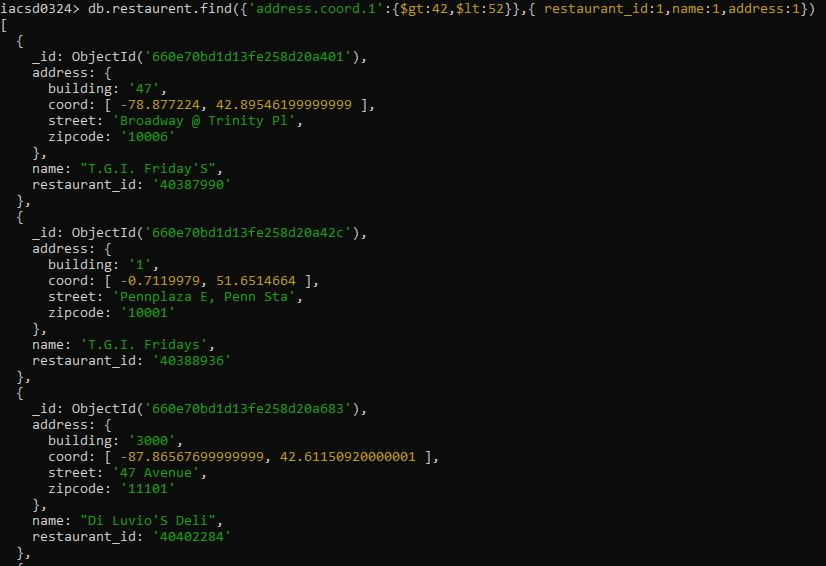 iacsd0324> db.restaurent.find({'address.coord.1':{$gt:42,$lt:52}},{ restaurant_id:1,name:1,address:1})
[
  {
    _id: ObjectId('660e70bd1d13fe258d20a401'),
    address: {
      building: '47',
      coord: [ -78.877224, 42.89546199999999 ],
      street: 'Broadway @ Trinity Pl',
      zipcode: '10006'
    },
    name: "T.G.I. Friday'S",
    restaurant_id: '40387990'
  },
  {
    _id: ObjectId('660e70bd1d13fe258d20a42c'),
    address: {
      building: '1',
      coord: [ -0.7119979, 51.6514664 ],
      street: 'Pennplaza E, Penn Sta',
      zipcode: '10001'
    },
    name: 'T.G.I. Fridays',
    restaurant_id: '40388936'
  },
  {
    _id: ObjectId('660e70bd1d13fe258d20a683'),
    address: {
      building: '3000',
      coord: [ -87.86567699999999, 42.61150920000001 ],
      street: '47 Avenue',
      zipcode: '11101'
    },
    name: "Di Luvio'S Deli",
    restaurant_id: '40402284'
  },